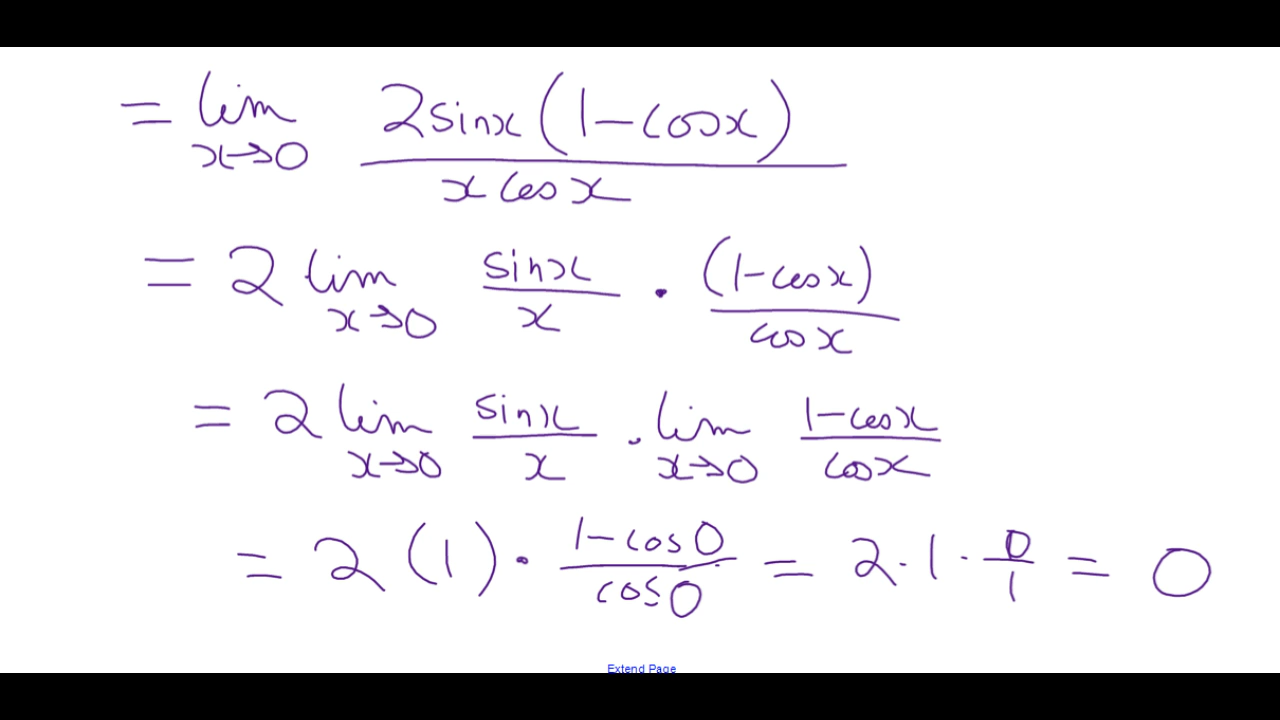 = lim x→0 2sinx(1-cosx) / x cosx
= 2 lim x→0 sinx/x · (1-cosx)/cosx
= 2 lim x→0 sinx/x · lim x→0 1-cosx/cosx
= 2(1) · 1-cos0/cos0 = 2·1·0/1 = 0
Extend Page